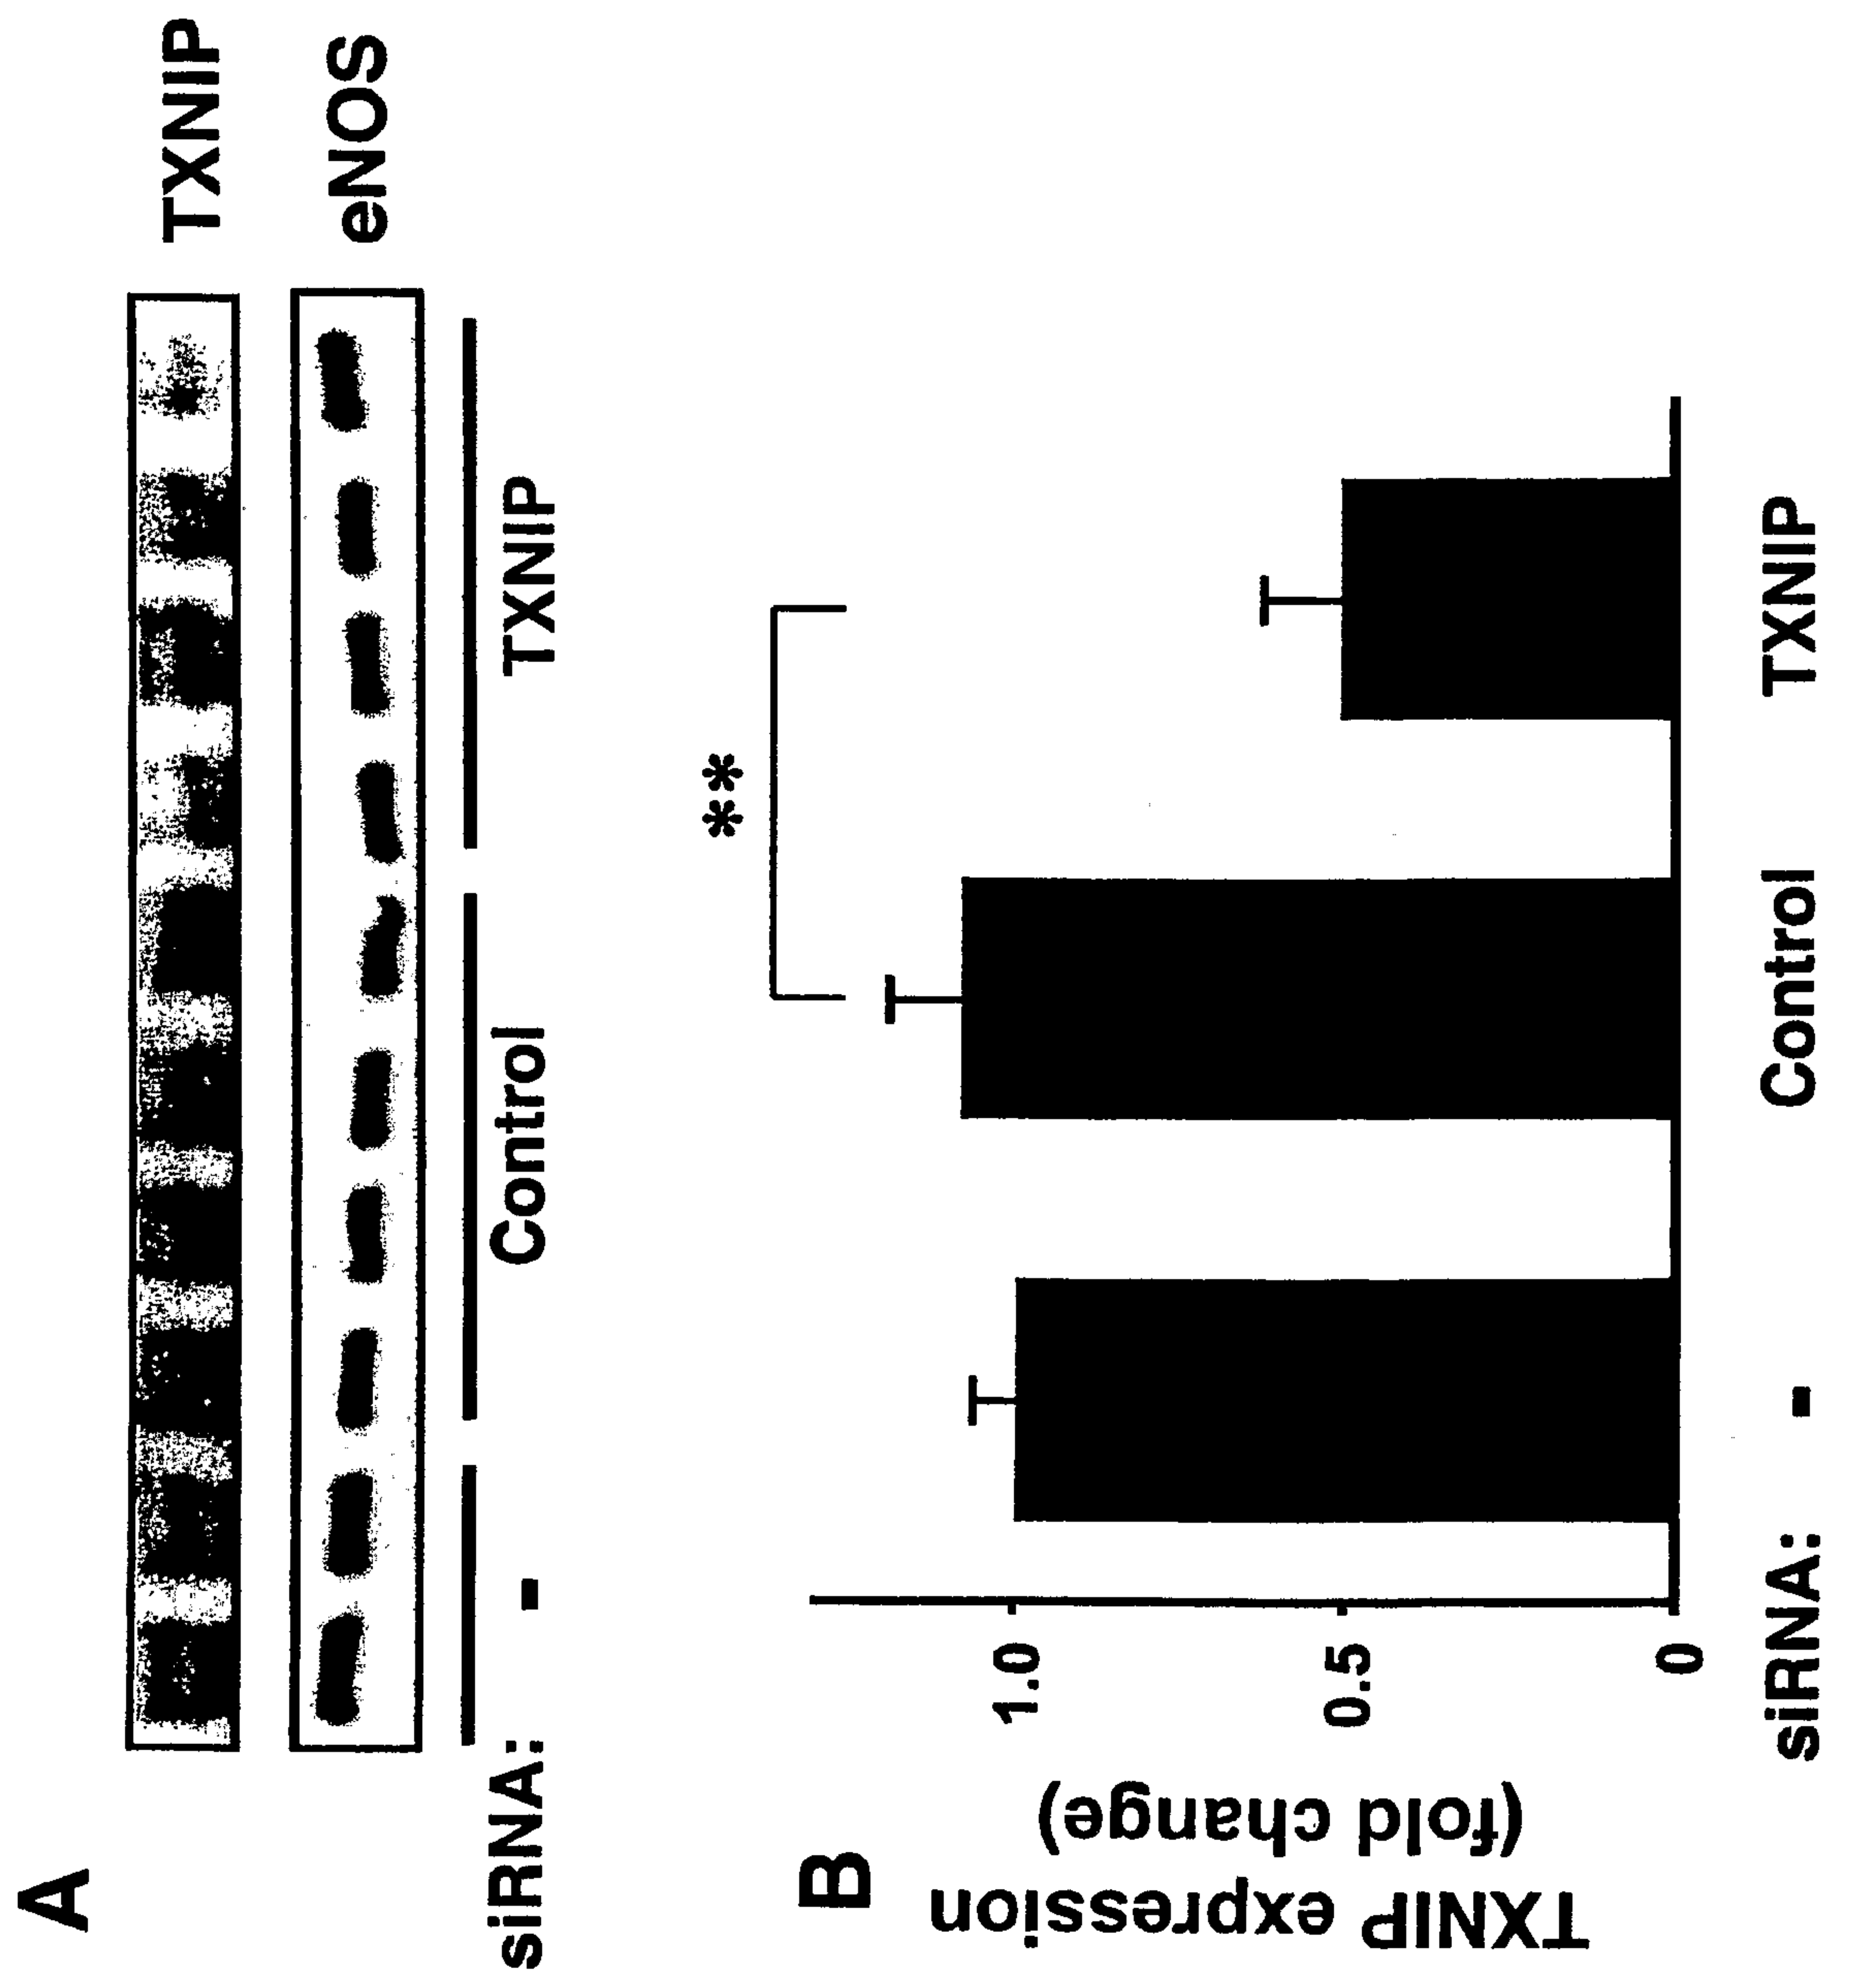 A
TXNIP
eNOS
siRNA: - Control TXNIP
B
**
TXNIP expression
(fold change)
1.0
0.5
0
siRNA: - Control TXNIP